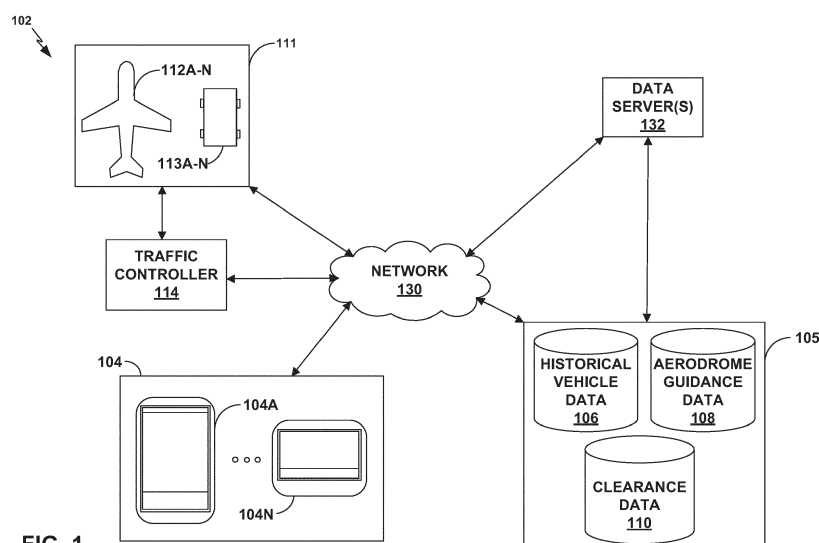 102
111
112A-N
113A-N
DATA
SERVER(S)
132
TRAFFIC
CONTROLLER
114
NETWORK
130
104
104A
104N
105
HISTORICAL
VEHICLE
DATA
106
AERODROME
GUIDANCE
DATA
108
CLEARANCE
DATA
110
FIG. 1